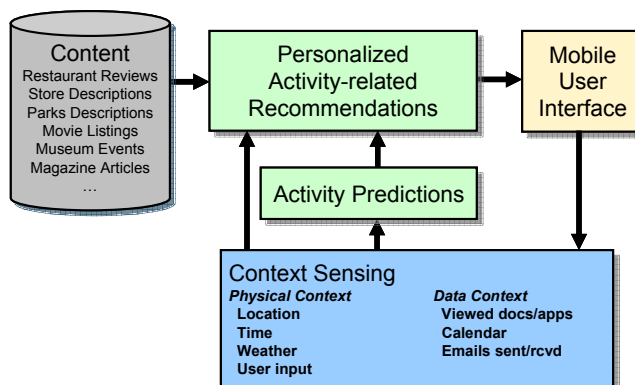 Content
Restaurant Reviews
Store Descriptions
Parks Descriptions
Movie Listings
Museum Events
Magazine Articles
...
Personalized
Activity-related
Recommendations
Mobile
User
Interface
Activity Predictions
Context Sensing
Physical Context
Location
Time
Weather
User input
Data Context
Viewed docs/apps
Calendar
Emails sent/rcvd